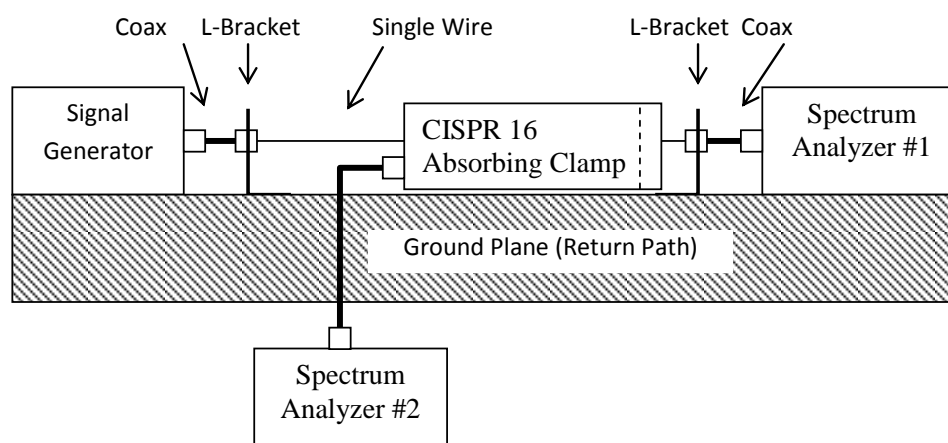 Coax
L-Bracket
Single Wire
L-Bracket
Coax
Signal
Generator
CISPR 16
Absorbing Clamp
Spectrum
Analyzer #1
Ground Plane (Return Path)
Spectrum
Analyzer #2